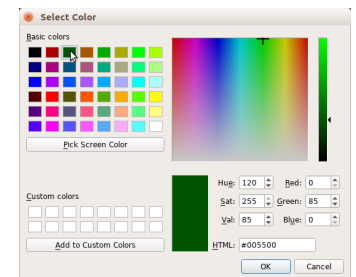 Select Color
Basic colors
Pick Screen Color
Custom colors
Add to Custom Colors
Hue: 120 Red: 0
Sat: 255 Green: 85
Val: 85 Blue: 0
HTML: #005500
OK Cancel